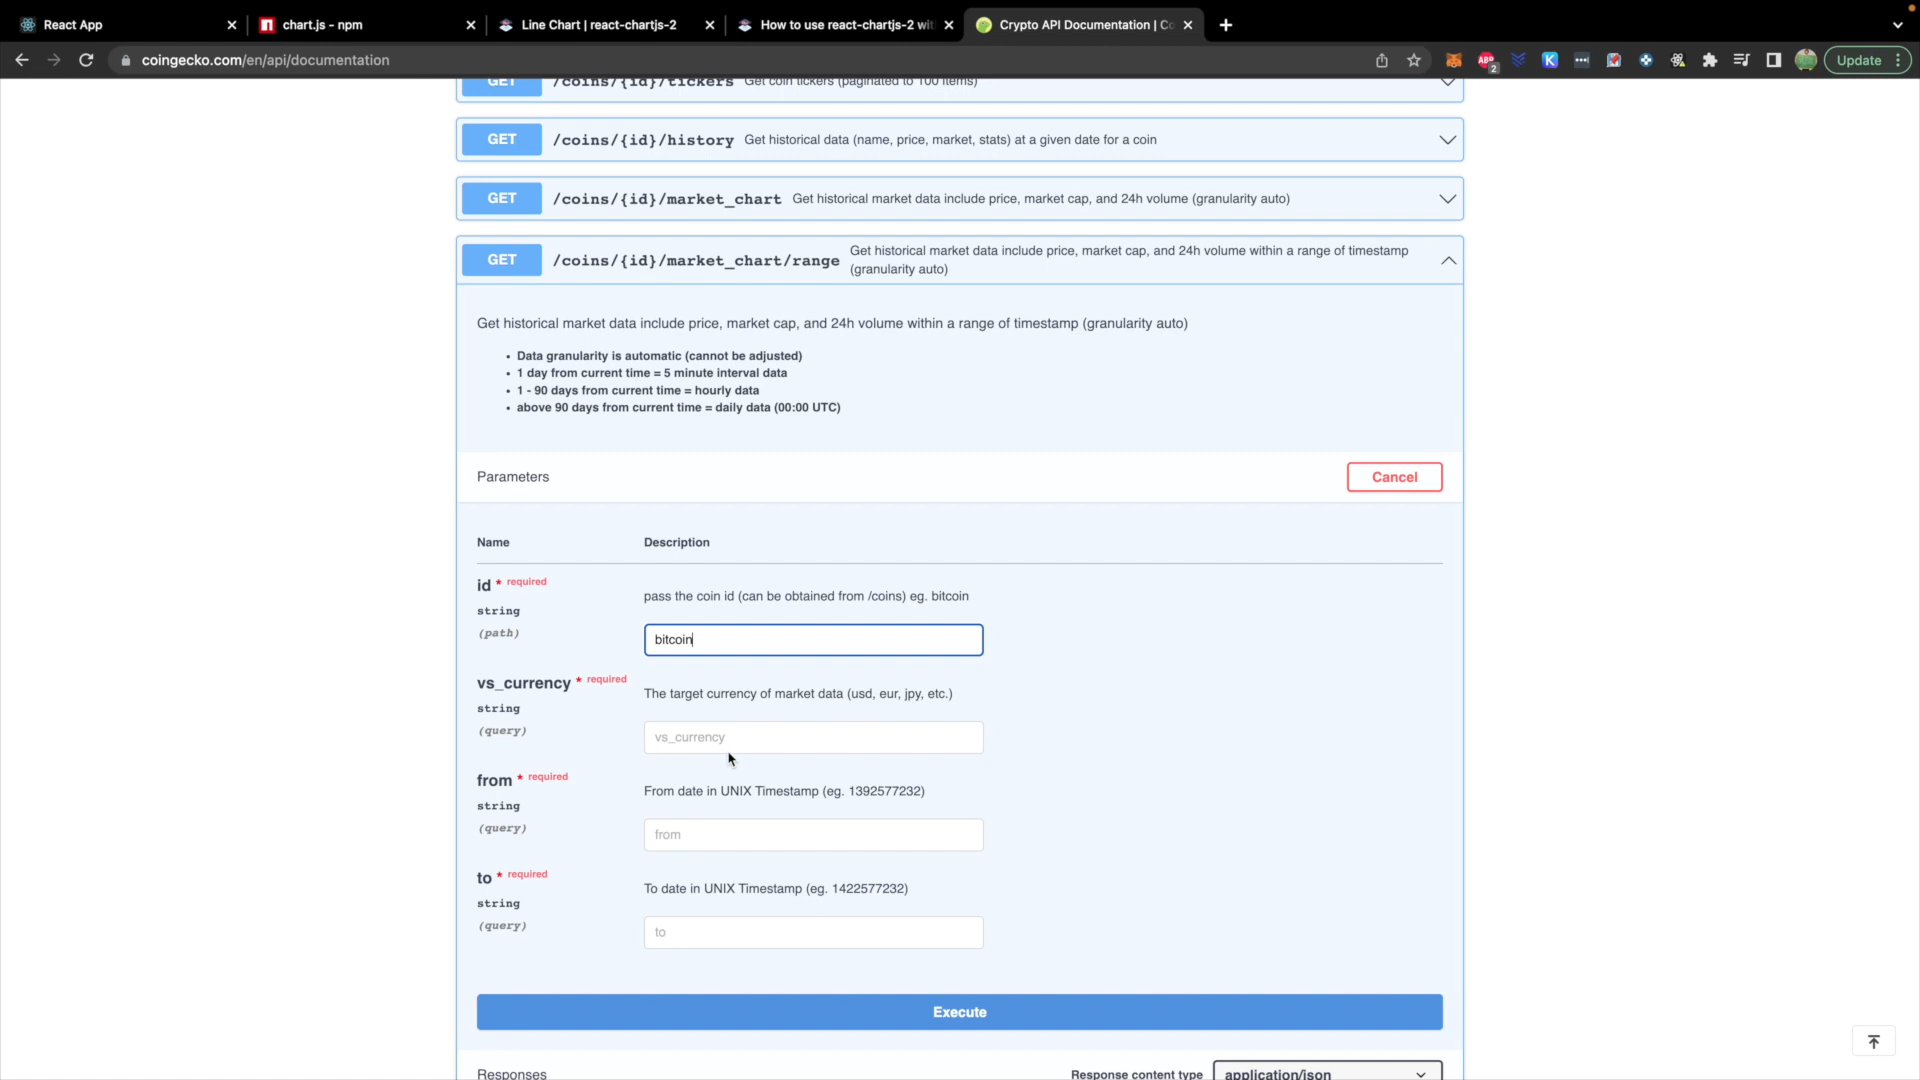 React App
chart.js - npm
Line Chart | react-chartjs-2
How to use react-chartjs-2 wit
Crypto API Documentation | Co
coingecko.com/en/api/documentation
ABP
2
K
Update
GET /coins/{id}/tickers Get coin tickers (paginated to 100 items)
GET /coins/{id}/history Get historical data (name, price, market, stats) at a given date for a coin
GET /coins/{id}/market_chart Get historical market data include price, market cap, and 24h volume (granularity auto)
GET /coins/{id}/market_chart/range Get historical market data include price, market cap, and 24h volume within a range of timestamp
(granularity auto)
Get historical market data include price, market cap, and 24h volume within a range of timestamp (granularity auto)
• Data granularity is automatic (cannot be adjusted)
• 1 day from current time = 5 minute interval data
• 1 - 90 days from current time = hourly data
• above 90 days from current time = daily data (00:00 UTC)
Parameters
Cancel
Name Description
id * required
string
(path)
pass the coin id (can be obtained from /coins) eg. bitcoin
bitcoin
vs_currency * required
string
(query)
The target currency of market data (usd, eur, jpy, etc.)
vs_currency
from * required
string
(query)
From date in UNIX Timestamp (eg. 1392577232)
from
to * required
string
(query)
To date in UNIX Timestamp (eg. 1422577232)
to
Execute
Responses
Response content type
application/json